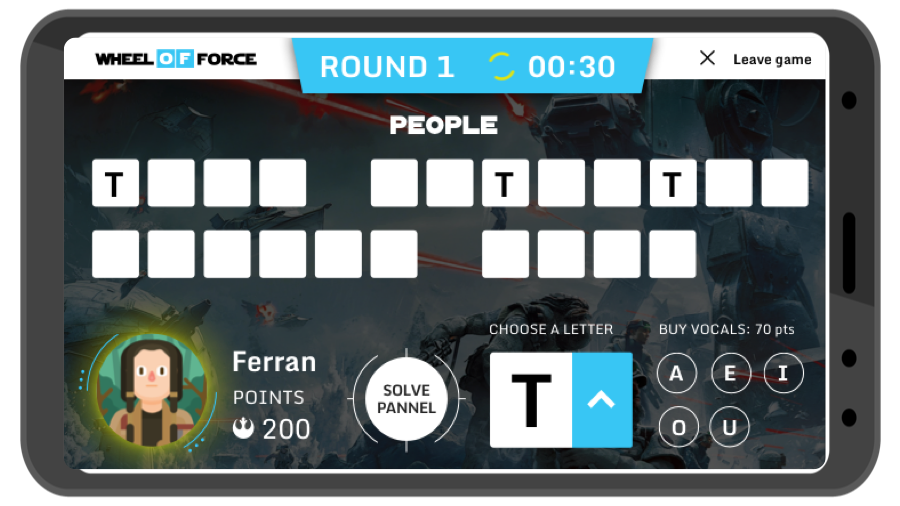 WHEEL OF FORCE
ROUND 1 00:30
Leave game
PEOPLE
T T T
Ferran
POINTS
200
SOLVE
PANNEL
CHOOSE A LETTER
T
BUY VOCALS: 70 pts
A E I
O U